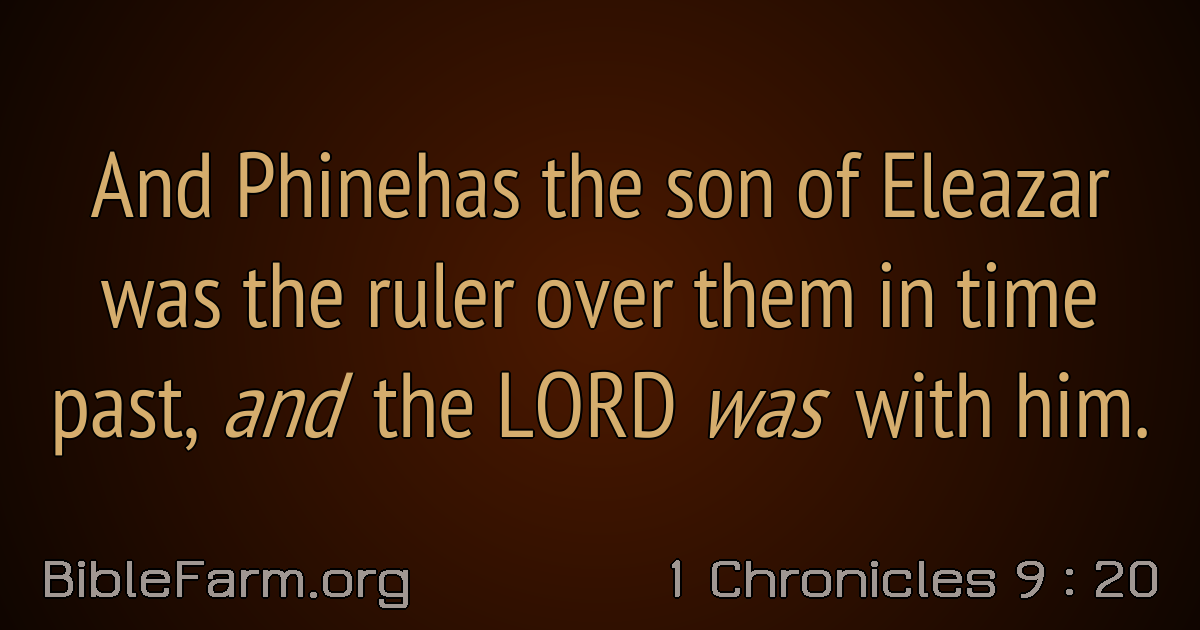 And Phinehas the son of Eleazar
was the ruler over them in time
past, and the LORD was with him.
BibleFarm.org
1 Chronicles 9 : 20